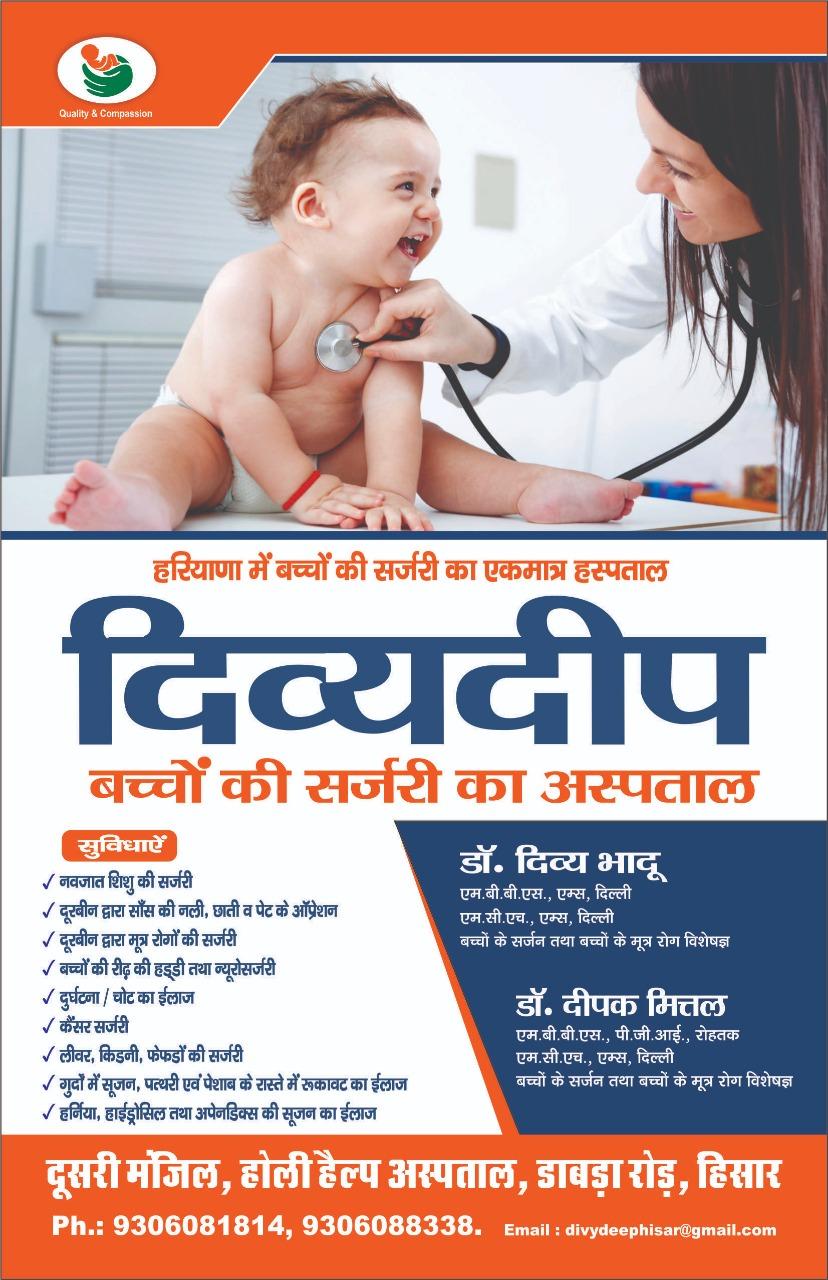 Quality & Compassion
हरियाणा में बच्चों की सर्जरी का एकमात्र हस्पताल
दिव्यदीप
बच्चों की सर्जरी का अस्पताल
सुविधाऐं
✓ नवजात शिशु की सर्जरी
✓ दूरबीन द्वारा साँस की नली, छाती व पेट के ऑप्रेशन
✓ दूरबीन द्वारा मूत्र रोगों की सर्जरी
✓ बच्चों की रीढ़ की हड्डी तथा न्यूरोसर्जरी
✓ दुर्घटना / चोट का ईलाज
✓ कैंसर सर्जरी
✓ लीवर, किडनी, फेफडों की सर्जरी
✓ गुर्दों में सूजन, पत्थरी एवं पेशाब के रास्ते में रूकावट का ईलाज
✓ हर्निया, हाईड्रोसिल तथा अपेनडिक्स की सूजन का ईलाज
डॉ. दिव्य भादू
एम.बी.बी.एस., एम्स, दिल्ली
एम.सी.एच., एम्स, दिल्ली
बच्चों के सर्जन तथा बच्चों के मूत्र रोग विशेषज्ञ
डॉ. दीपक मित्तल
एम.बी.बी.एस., पी.जी.आई., रोहतक
एम.सी.एच., एम्स, दिल्ली
बच्चों के सर्जन तथा बच्चों के मूत्र रोग विशेषज्ञ
दूसरी मंजिल, होली हैल्प अस्पताल, डाबड़ा रोड़, हिसार
Ph.: 9306081814, 9306088338. Email : divydeephisar@gmail.com